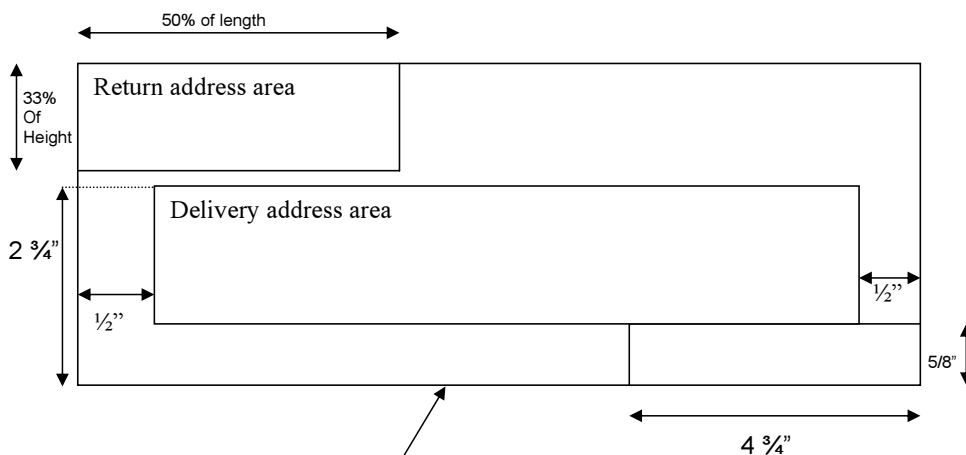 50% of length
33%
Of
Height
Return address area
Delivery address area
2 ¾”
½”
½”
5/8”
4 ¾”